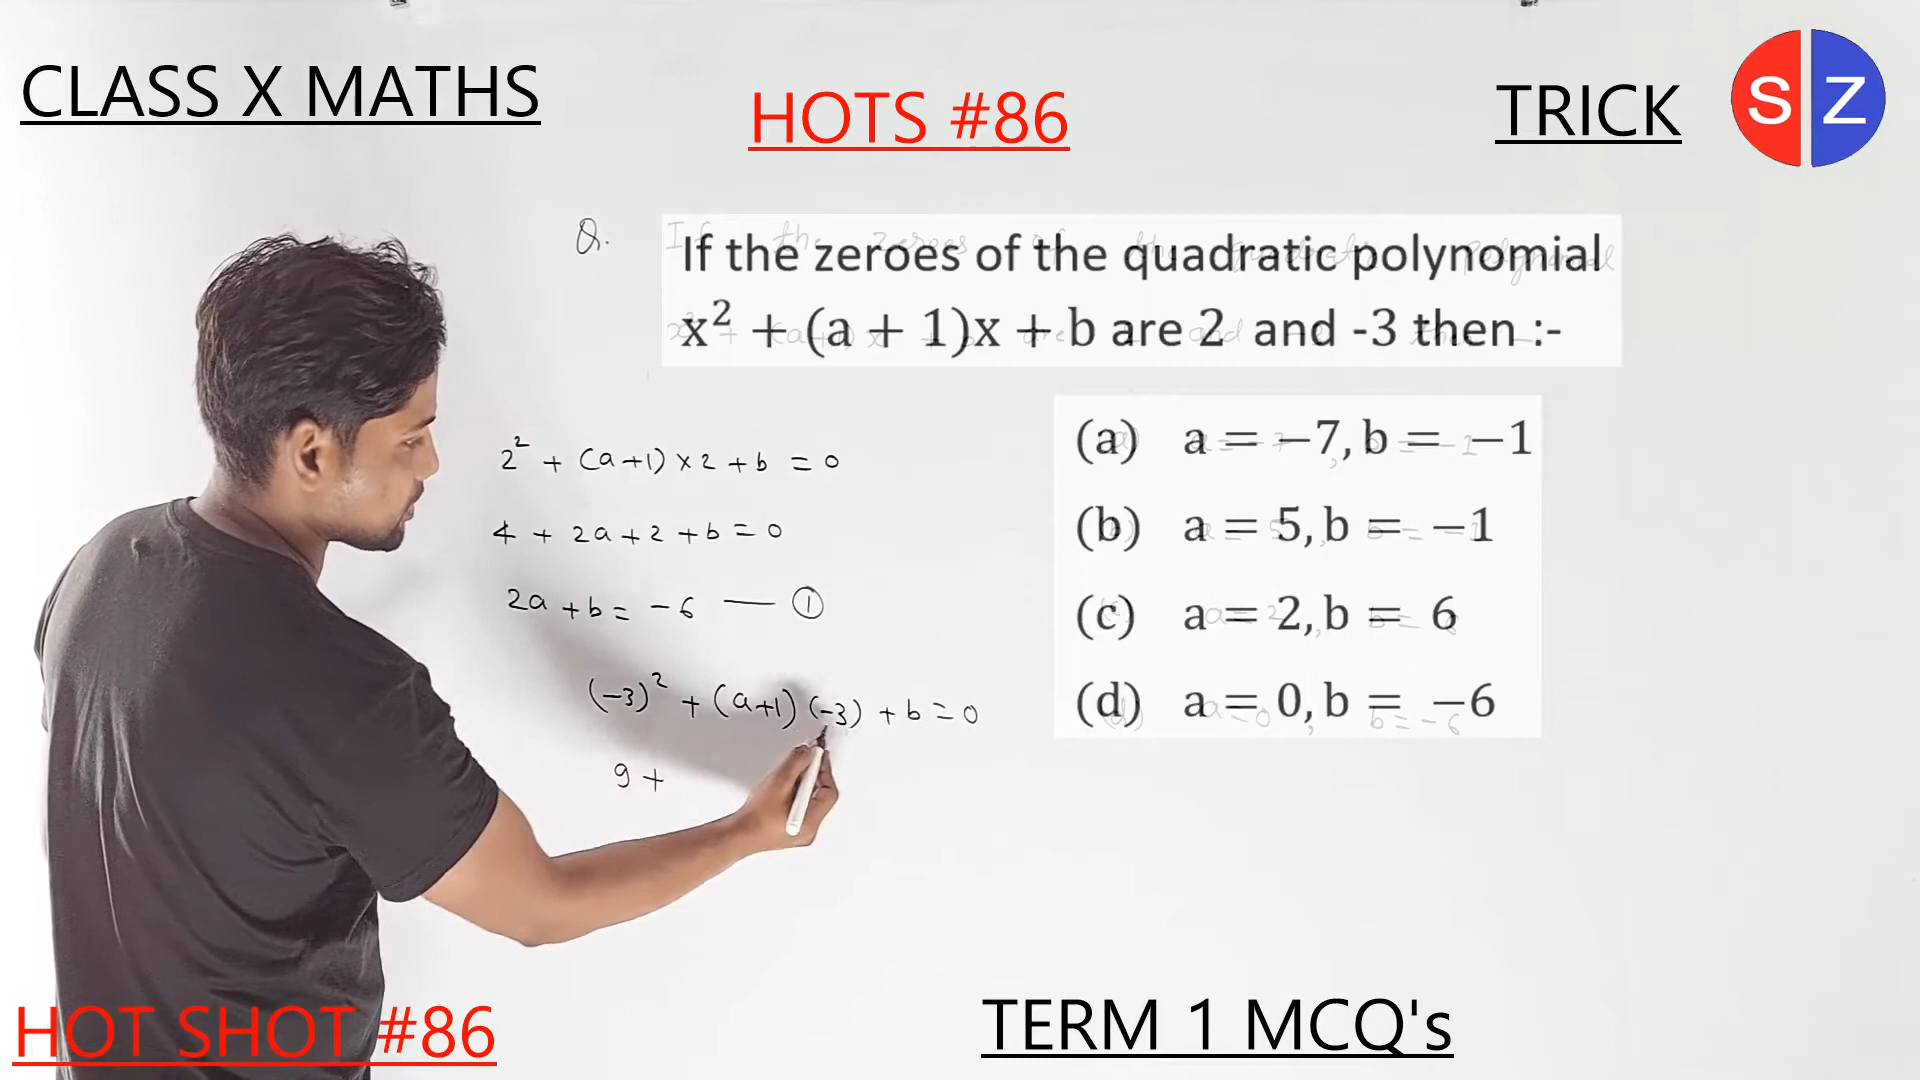 CLASS X MATHS
HOTS #86
TRICK
S Z
Q.
If the zeroes of the quadratic polynomial
x² + (a + 1)x + b are 2 and -3 then :-
(a) a = −7, b = −1
(b) a = 5, b = −1
(c) a = 2, b = 6
(d) a = 0, b = −6
2² + (a+1) × 2 + b = 0
4 + 2a + 2 + b = 0
2a + b = -6 — ①
(-3)² + (a+1) (-3) + b = 0
9 +
HOT SHOT #86
TERM 1 MCQ's